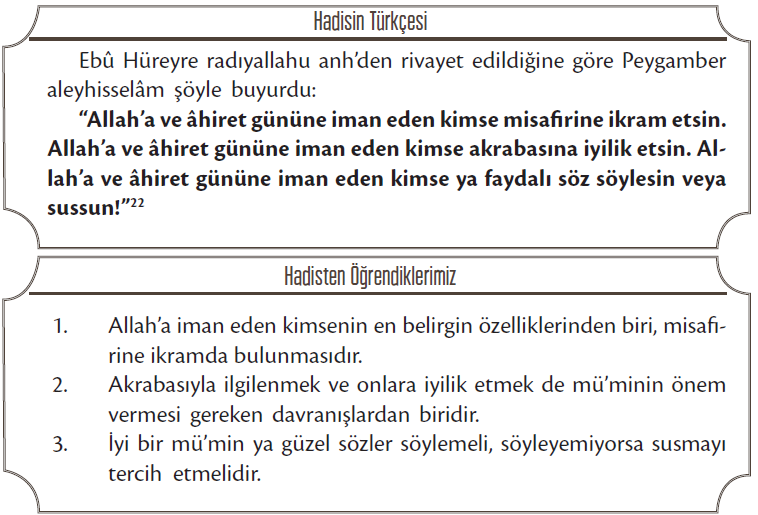 Hadisin Türkçesi
Ebû Hüreyre radıyallahu anh’den rivayet edildiğine göre Peygamber
aleyhisselâm şöyle buyurdu:
“Allah’a ve âhiret gününe iman eden kimse misafirine ikram etsin.
Allah’a ve âhiret gününe iman eden kimse akrabasına iyilik etsin. Al-
lah’a ve âhiret gününe iman eden kimse ya faydalı söz söylesin veya
sussun!”²²
Hadisten Öğrendiklerimiz
1. Allah’a iman eden kimsenin en belirgin özelliklerinden biri, misafi-
rine ikramda bulunmasıdır.
2. Akrabasıyla ilgilenmek ve onlara iyilik etmek de mü’minin önem
vermesi gereken davranışlardan biridir.
3. İyi bir mü’min ya güzel sözler söylemeli, söyleyemiyorsa susmayı
tercih etmelidir.